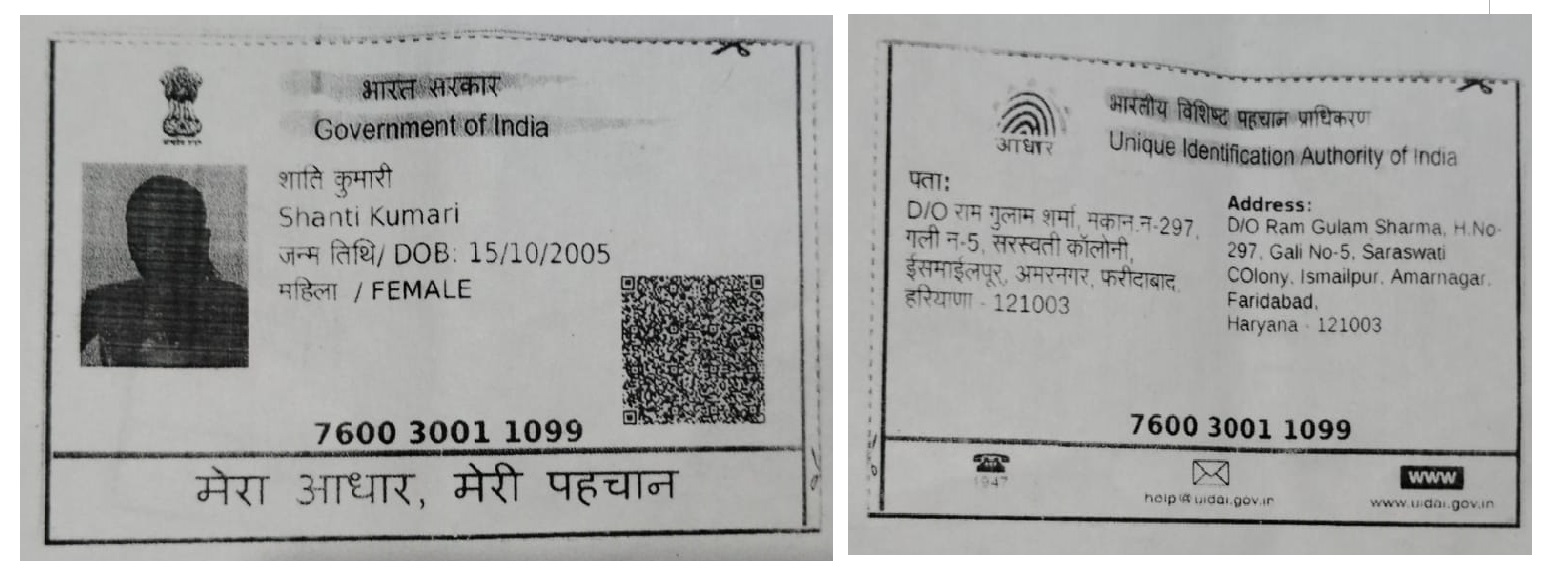 भारत सरकार
Government of India
शाति कुमारी
Shanti Kumari
जन्म तिथि/ DOB: 15/10/2005
महिला / FEMALE
7600 3001 1099
मेरा आधार, मेरी पहचान
आधार
भारतीय विशिष्ट पहचान प्राधिकरण
Unique Identification Authority of India
पता:
D/O राम गुलाम शर्मा, मकान न-297,
गली न-5, सरस्वती कॉलोनी,
ईसमाईलपूर, अमरनगर, फरीदाबाद,
हरियाणा - 121003
Address:
D/O Ram Gulam Sharma, H.No-
297, Gali No-5, Saraswati
COlony, Ismailpur, Amarnagar,
Faridabad,
Haryana - 121003
7600 3001 1099
1947
help@uidai.gov.in
www
www.uidai.gov.in